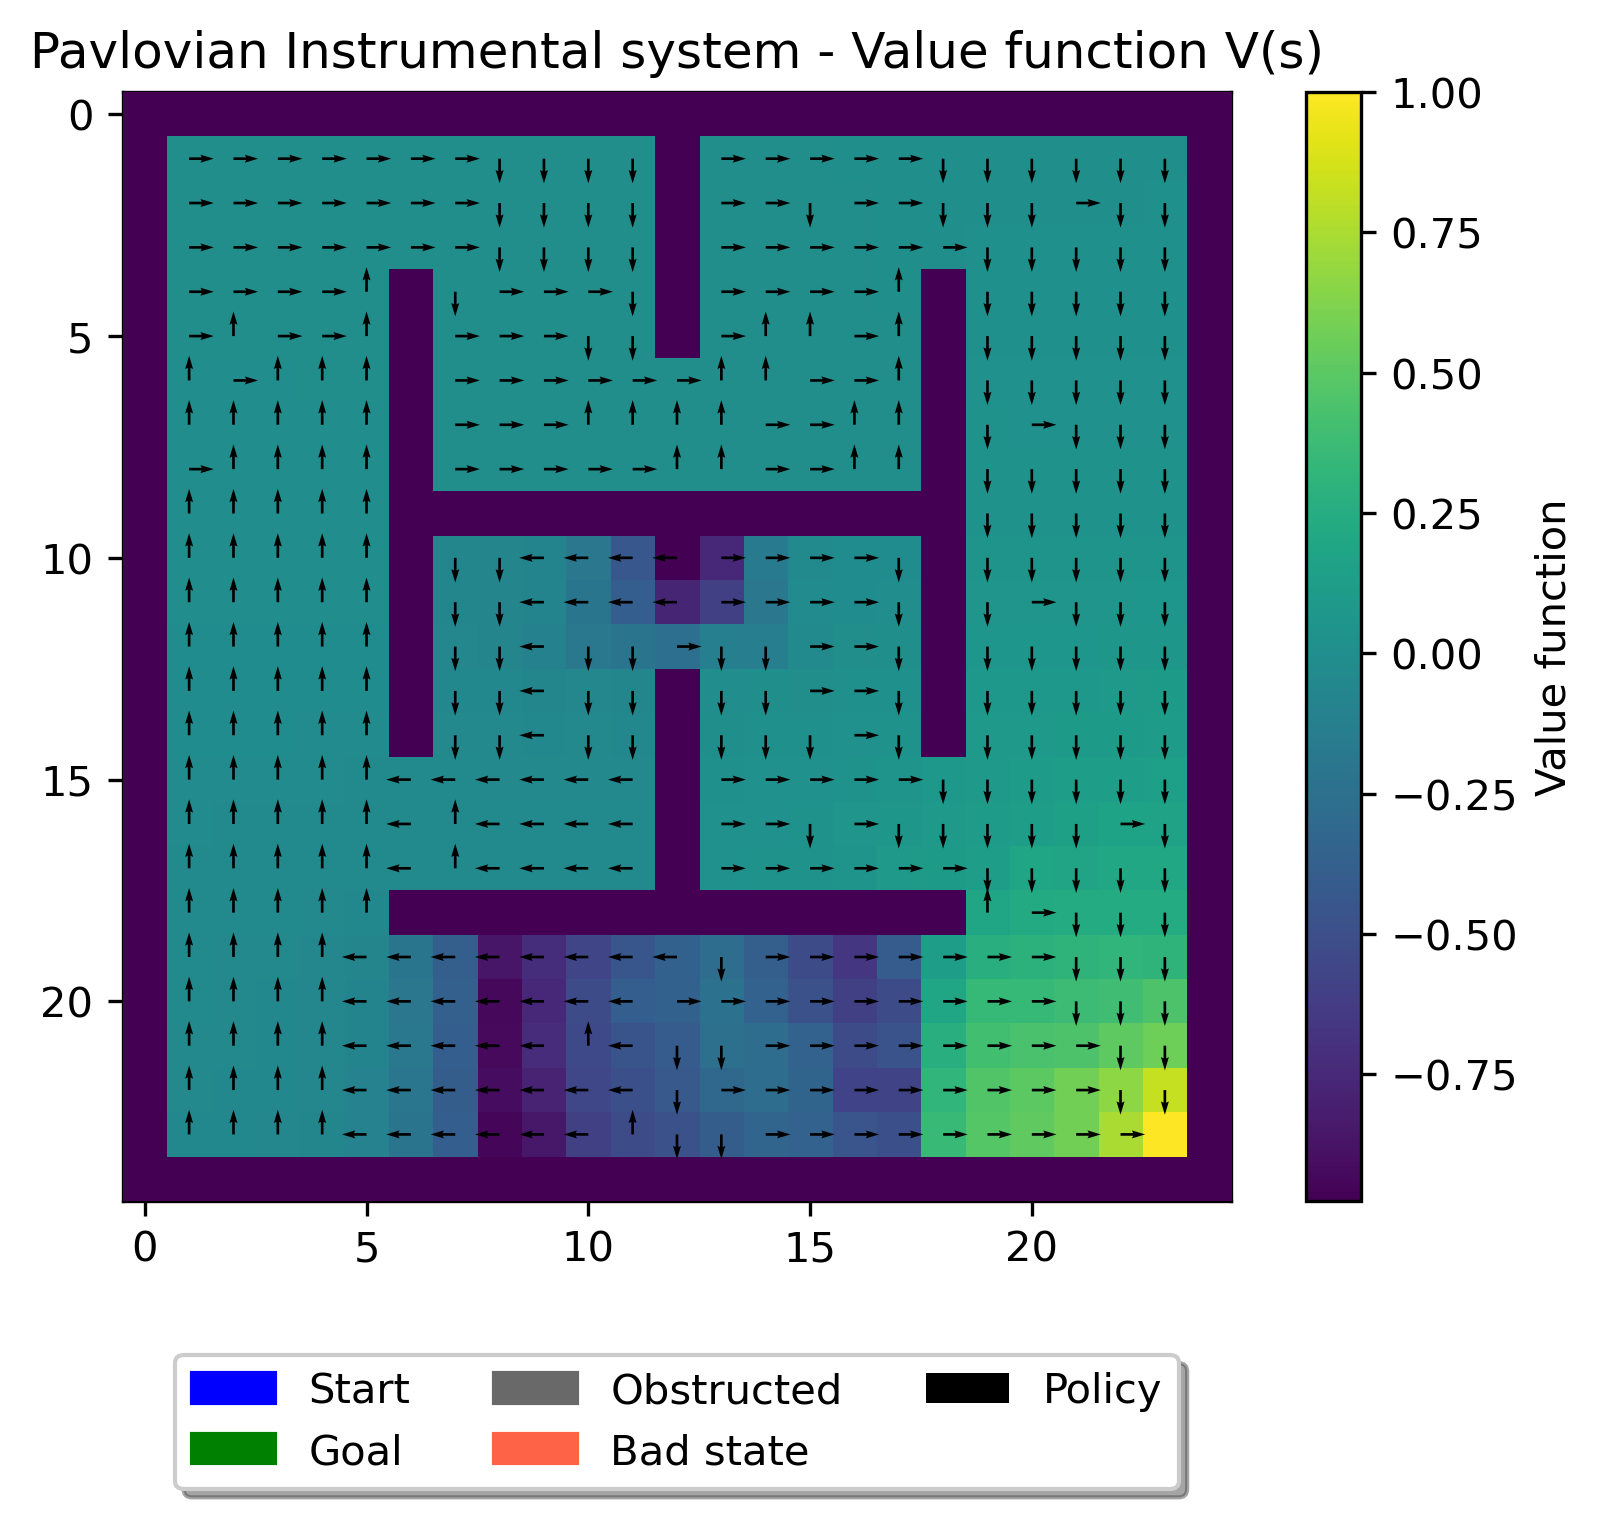 Pavlovian Instrumental system - Value function V(s)
0
5
10
15
20
0 5 10 15 20
1.00
0.75
0.50
0.25
0.00
−0.25
−0.50
−0.75
Value function
Start Obstructed Policy
Goal Bad state